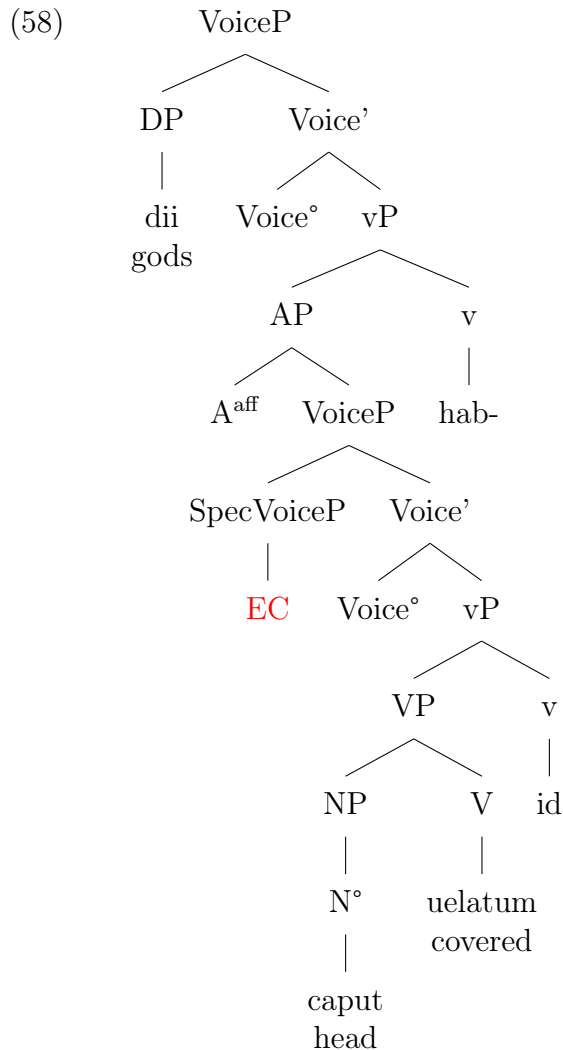 (58) VoiceP
DP Voice’
dii Voice° vP
gods
AP v
A^aff VoiceP hab-
SpecVoiceP Voice’
EC Voice° vP
VP v
NP V id
N° uelatum
covered
caput
head